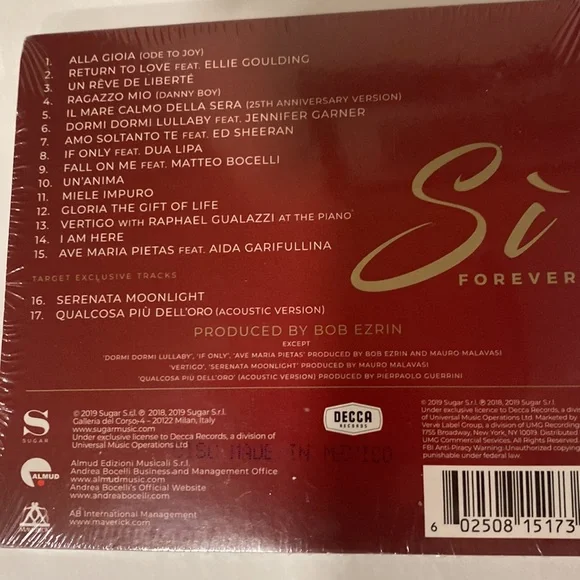 1. ALLA GIOIA (ODE TO JOY)
2. RETURN TO LOVE FEAT. ELLIE GOULDING
3. UN RÊVE DE LIBERTÉ
4. RAGAZZO MIO (DANNY BOY)
5. IL MARE CALMO DELLA SERA (25TH ANNIVERSARY VERSION)
6. DORMI DORMI LULLABY FEAT. JENNIFER GARNER
7. AMO SOLTANTO TE FEAT. ED SHEERAN
8. IF ONLY FEAT. DUA LIPA
9. FALL ON ME FEAT. MATTEO BOCELLI
10. UN'ANIMA
11. MIELE IMPURO
12. GLORIA THE GIFT OF LIFE
13. VERTIGO WITH RAPHAEL GUALAZZI AT THE PIANO
14. I AM HERE
15. AVE MARIA PIETAS FEAT. AIDA GARIFULLINA
TARGET EXCLUSIVE TRACKS
16. SERENATA MOONLIGHT
17. QUALCOSA PIÙ DELL'ORO (ACOUSTIC VERSION)
Sì
FOREVER
PRODUCED BY BOB EZRIN
EXCEPT
'DORMI DORMI LULLABY', 'IF ONLY', 'AVE MARIA PIETAS' PRODUCED BY BOB EZRIN AND MAURO MALAVASI
'VERTIGO', 'SERENATA MOONLIGHT' PRODUCED BY MAURO MALAVASI
'QUALCOSA PIÙ DELL'ORO' (ACOUSTIC VERSION) PRODUCED BY PIERPAOLO GUERRINI
S
SUGAR
© 2019 Sugar S.r.l. ℗ 2018, 2019 Sugar S.r.l.
Galleria del Corso,4 – 20122 Milan, Italy
www.sugarmusic.com
Under exclusive license to Decca Records, a division of
Universal Music Operations Ltd
MADE IN MEXICO
ALMUD
Almud Edizioni Musicali S.r.l.
Andrea Bocelli Business and Management Office
www.almudmusic.com
Andrea Bocelli's Official Website
www.andreabocelli.com
MAVERICK
AB International Management
www.maverick.com
DECCA
RECORDS
© 2019 Sugar S.r.l. ℗ 2018, 2019 Sugar S.r.l.
Under exclusive license to Decca Records, a div
Universal Music Operations Ltd. Marketed by
Verve Label Group, a division of UMG Recording
1755 Broadway, New York, NY 10019. Distributed
UMG Commercial Services. All Rights Reserved.
FBI Anti Piracy Warning: Unauthorized copying
punishable under federal law.
6 02508 15173